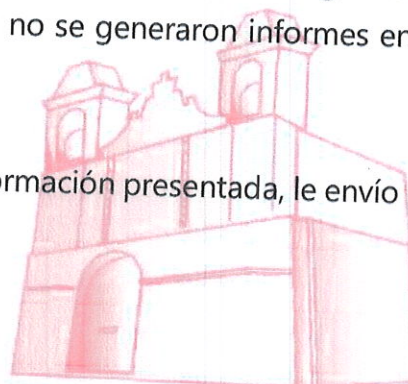 no se generaron informes en
ormación presentada, le envío